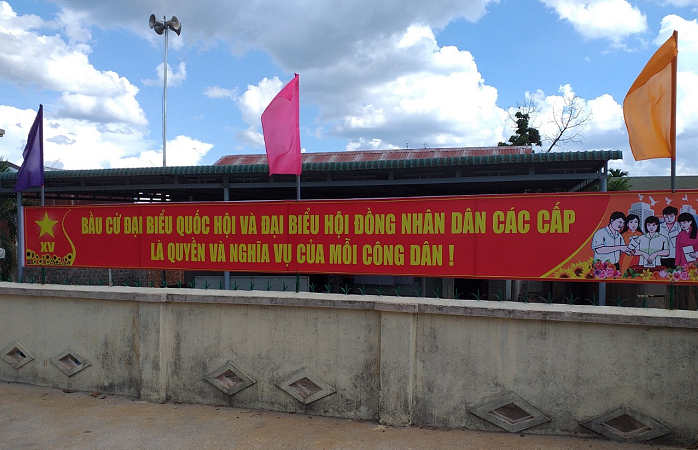 BẦU CỬ ĐẠI BIỂU QUỐC HỘI VÀ ĐẠI BIỂU HỘI ĐỒNG NHÂN DÂN CÁC CẤP
XV
LÀ QUYỀN VÀ NGHĨA VỤ CỦA MỖI CÔNG DÂN !